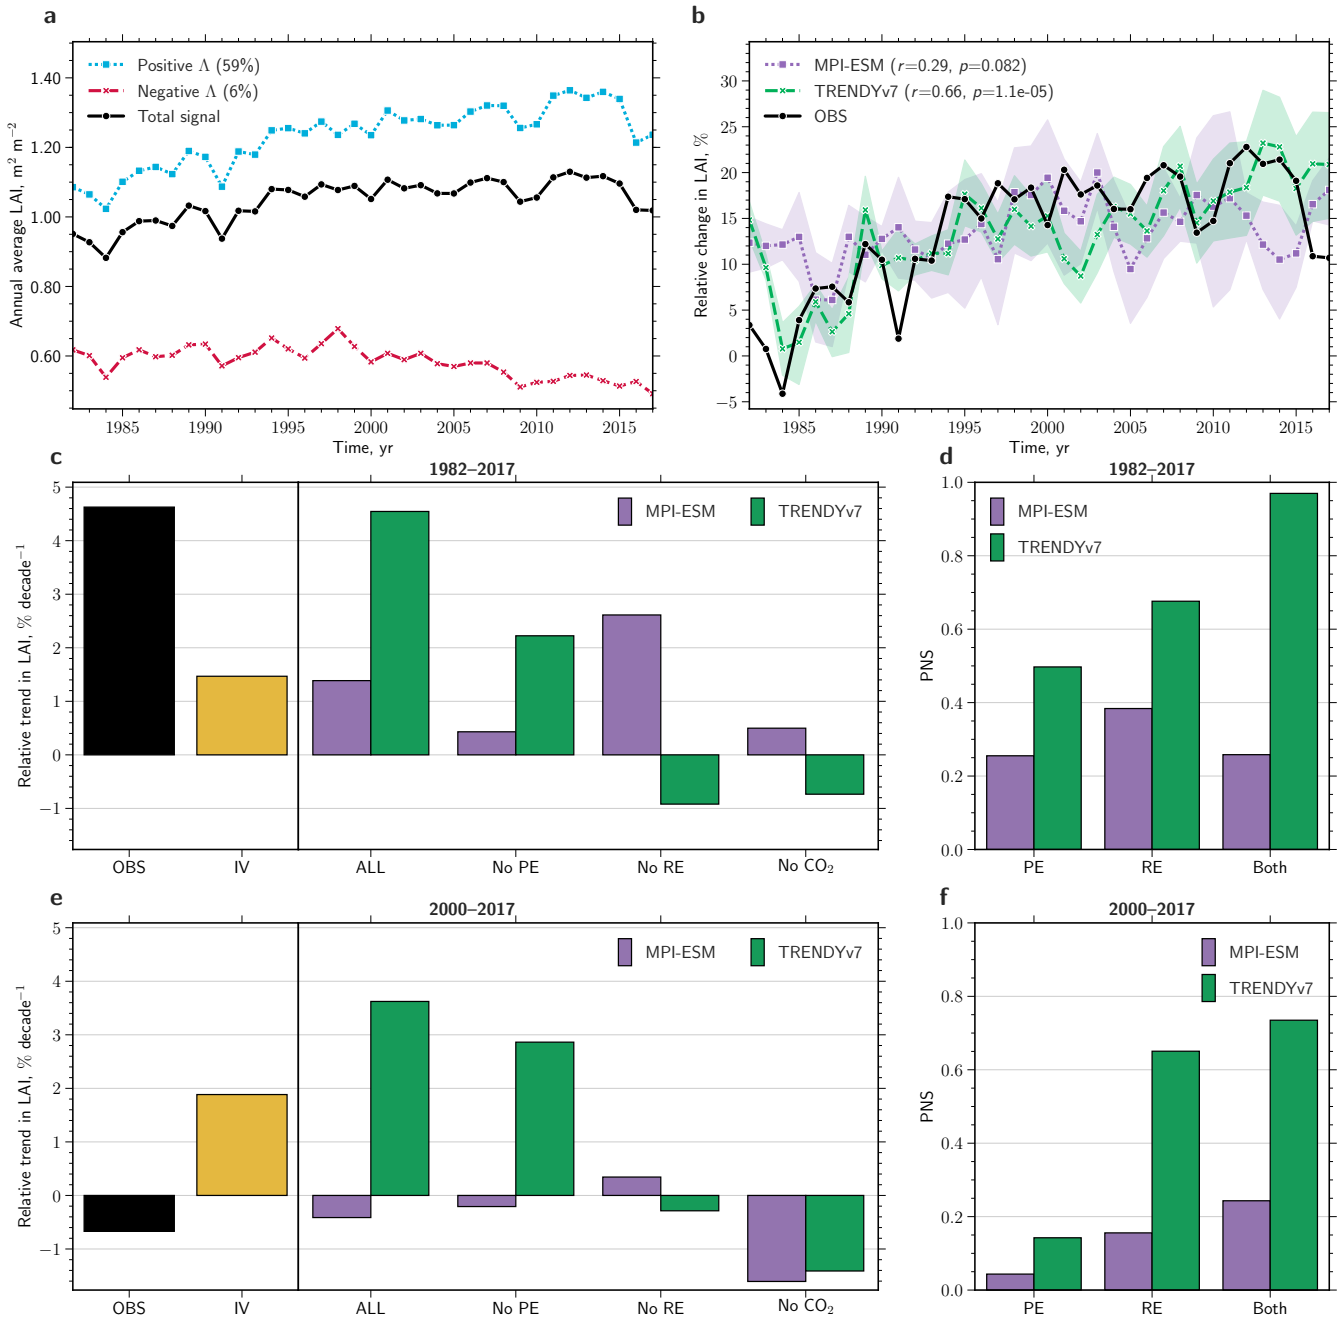 a
Positive Λ (59%)
Negative Λ (6%)
Total signal
1.40
1.20
1.00
0.80
0.60
Annual average LAI, m² m⁻²
1985 1990 1995 2000 2005 2010 2015
Time, yr
b
MPI-ESM (r=0.29, p=0.082)
TRENDYv7 (r=0.66, p=1.1e-05)
OBS
30
25
20
15
10
5
0
−5
Relative change in LAI, %
1985 1990 1995 2000 2005 2010 2015
Time, yr
c
1982–2017
MPI-ESM TRENDYv7
5
4
3
2
1
0
−1
Relative trend in LAI, % decade⁻¹
OBS IV ALL No PE No RE No CO₂
d
1982–2017
MPI-ESM
TRENDYv7
1.0
0.8
0.6
0.4
0.2
0.0
PNS
PE RE Both
e
2000–2017
MPI-ESM TRENDYv7
5
4
3
2
1
0
−1
Relative trend in LAI, % decade⁻¹
OBS IV ALL No PE No RE No CO₂
f
2000–2017
MPI-ESM
TRENDYv7
1.0
0.8
0.6
0.4
0.2
0.0
PNS
PE RE Both